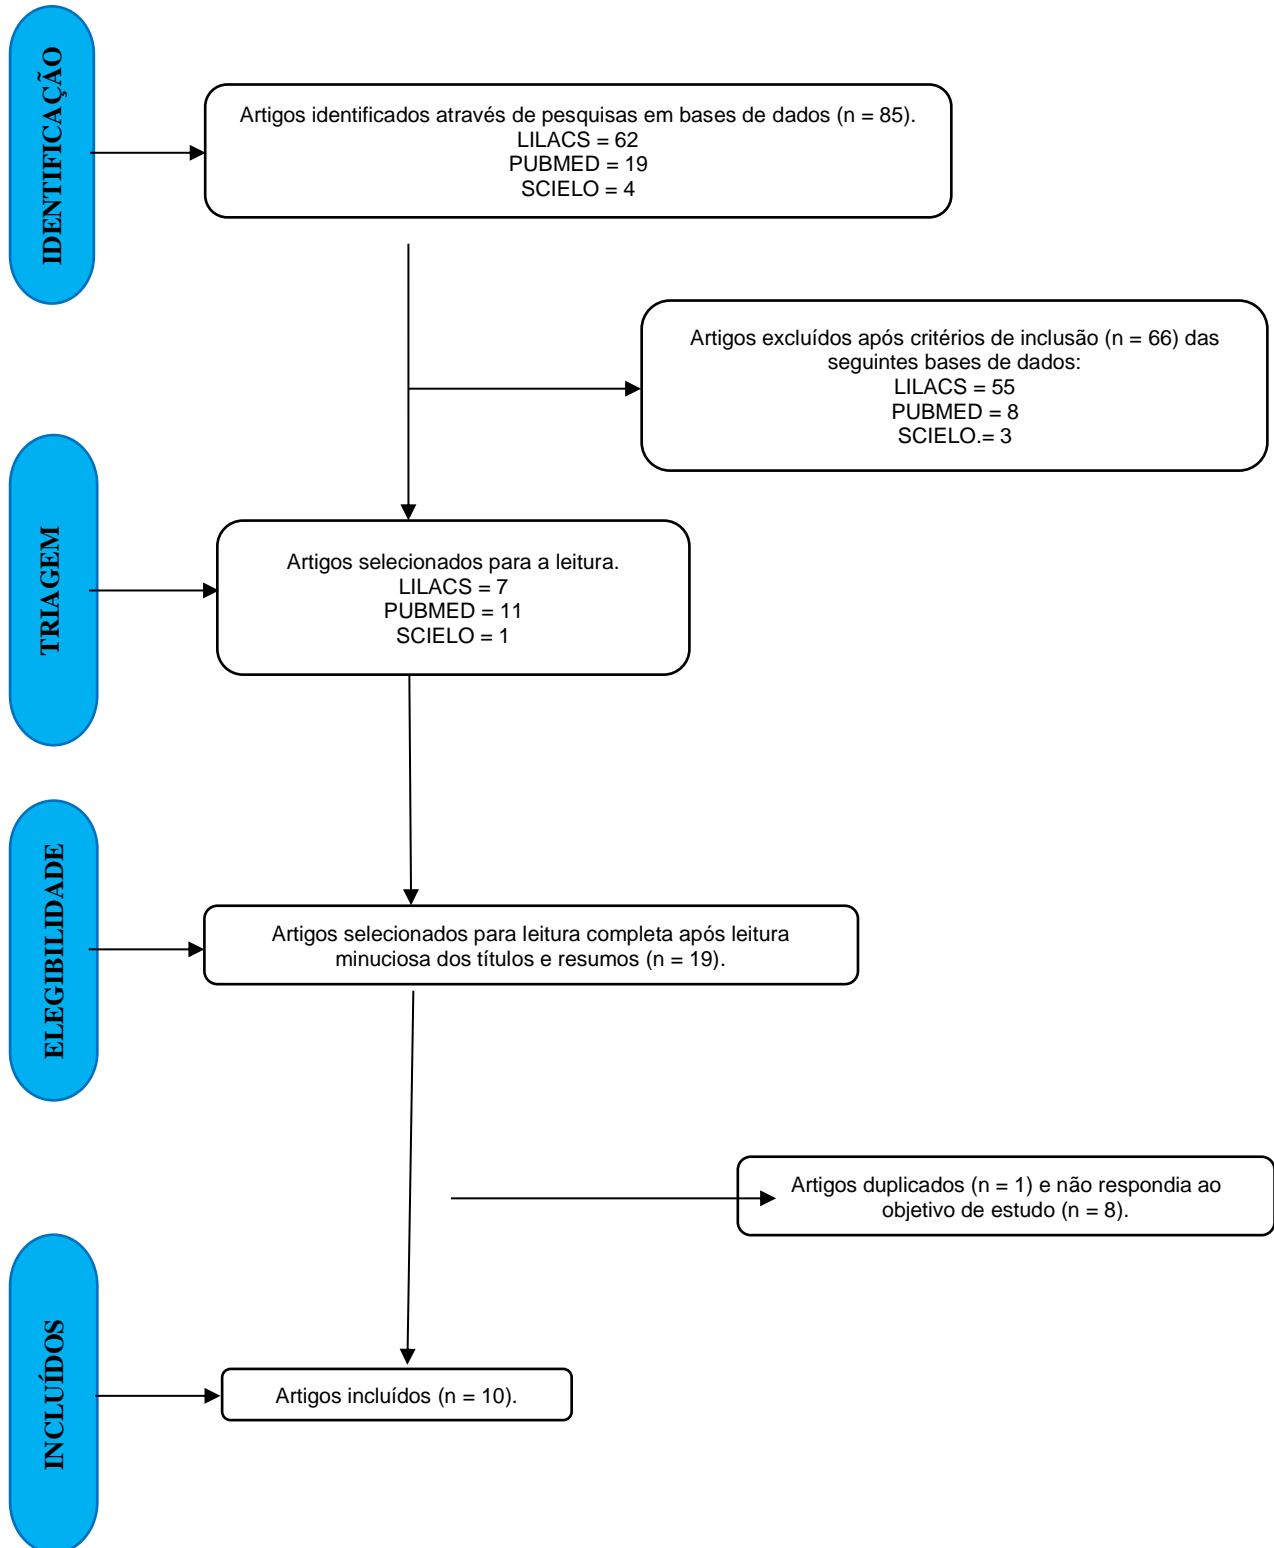 IDENTIFICAÇÃO
Artigos identificados através de pesquisas em bases de dados (n = 85).
LILACS = 62
PUBMED = 19
SCIELO = 4
Artigos excluídos após critérios de inclusão (n = 66) das
seguintes bases de dados:
LILACS = 55
PUBMED = 8
SCIELO.= 3
TRIAGEM
Artigos selecionados para a leitura.
LILACS = 7
PUBMED = 11
SCIELO = 1
ELEGIBILIDADE
Artigos selecionados para leitura completa após leitura
minuciosa dos títulos e resumos (n = 19).
Artigos duplicados (n = 1) e não respondia ao
objetivo de estudo (n = 8).
INCLUÍDOS
Artigos incluídos (n = 10).